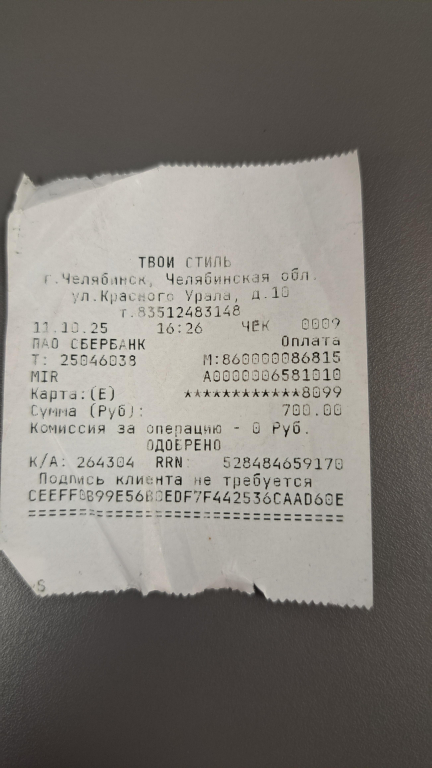 ТВОЙ СТИЛЬ
г.Челябинск, Челябинская обл.
ул.Красного Урала, д.10
т.83512483148
11.10.25 16:26 ЧЕК 0009
ПАО СБЕРБАНК Оплата
Т: 25046038 М:860000086815
MIR A0000006581010
Карта:(E) ************8099
Сумма (Руб): 700.00
Комиссия за операцию - 0 Руб.
ОДОБРЕНО
К/А: 264304 RRN: 528484659170
Подпись клиента не требуется
CEEFF0B99E56B0EDF7F442536CAAD60E
================================
S